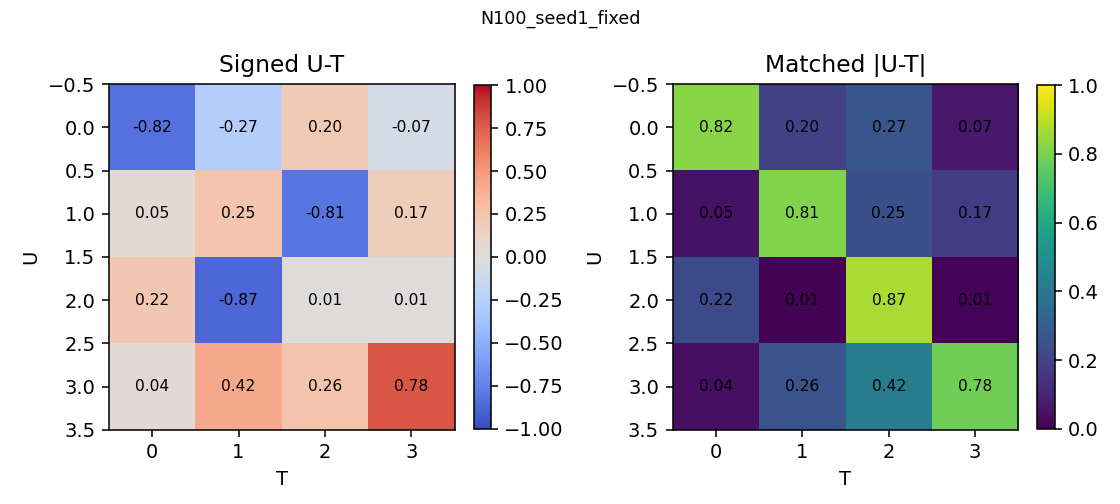 N100_seed1_fixed
Signed U-T
−0.5
0.0
0.5
1.0
1.5
2.0
2.5
3.0
3.5
U
-0.82 -0.27 0.20 -0.07
0.05 0.25 -0.81 0.17
0.22 -0.87 0.01 0.01
0.04 0.42 0.26 0.78
0 1 2 3
T
1.00
0.75
0.50
0.25
0.00
−0.25
−0.50
−0.75
−1.00
Matched |U-T|
−0.5
0.0
0.5
1.0
1.5
2.0
2.5
3.0
3.5
U
0.82 0.20 0.27 0.07
0.05 0.81 0.25 0.17
0.22 0.01 0.87 0.01
0.04 0.26 0.42 0.78
0 1 2 3
T
1.0
0.8
0.6
0.4
0.2
0.0